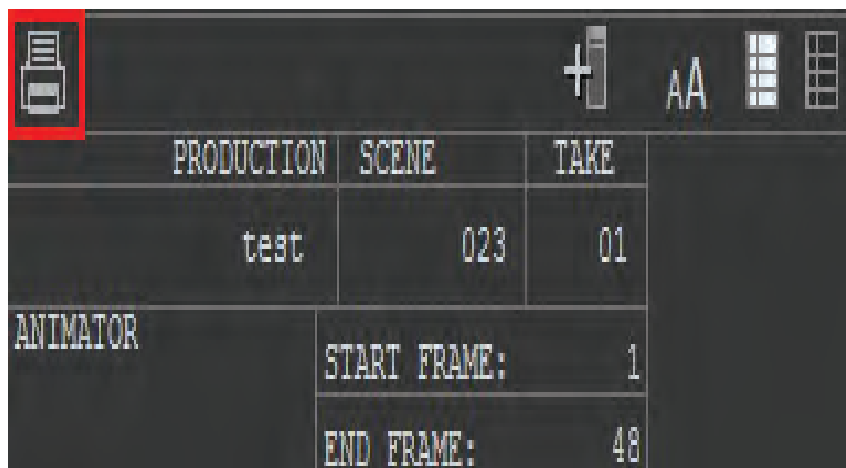 AA
PRODUCTION SCENE TAKE
test 023 01
ANIMATOR
START FRAME: 1
END FRAME: 48